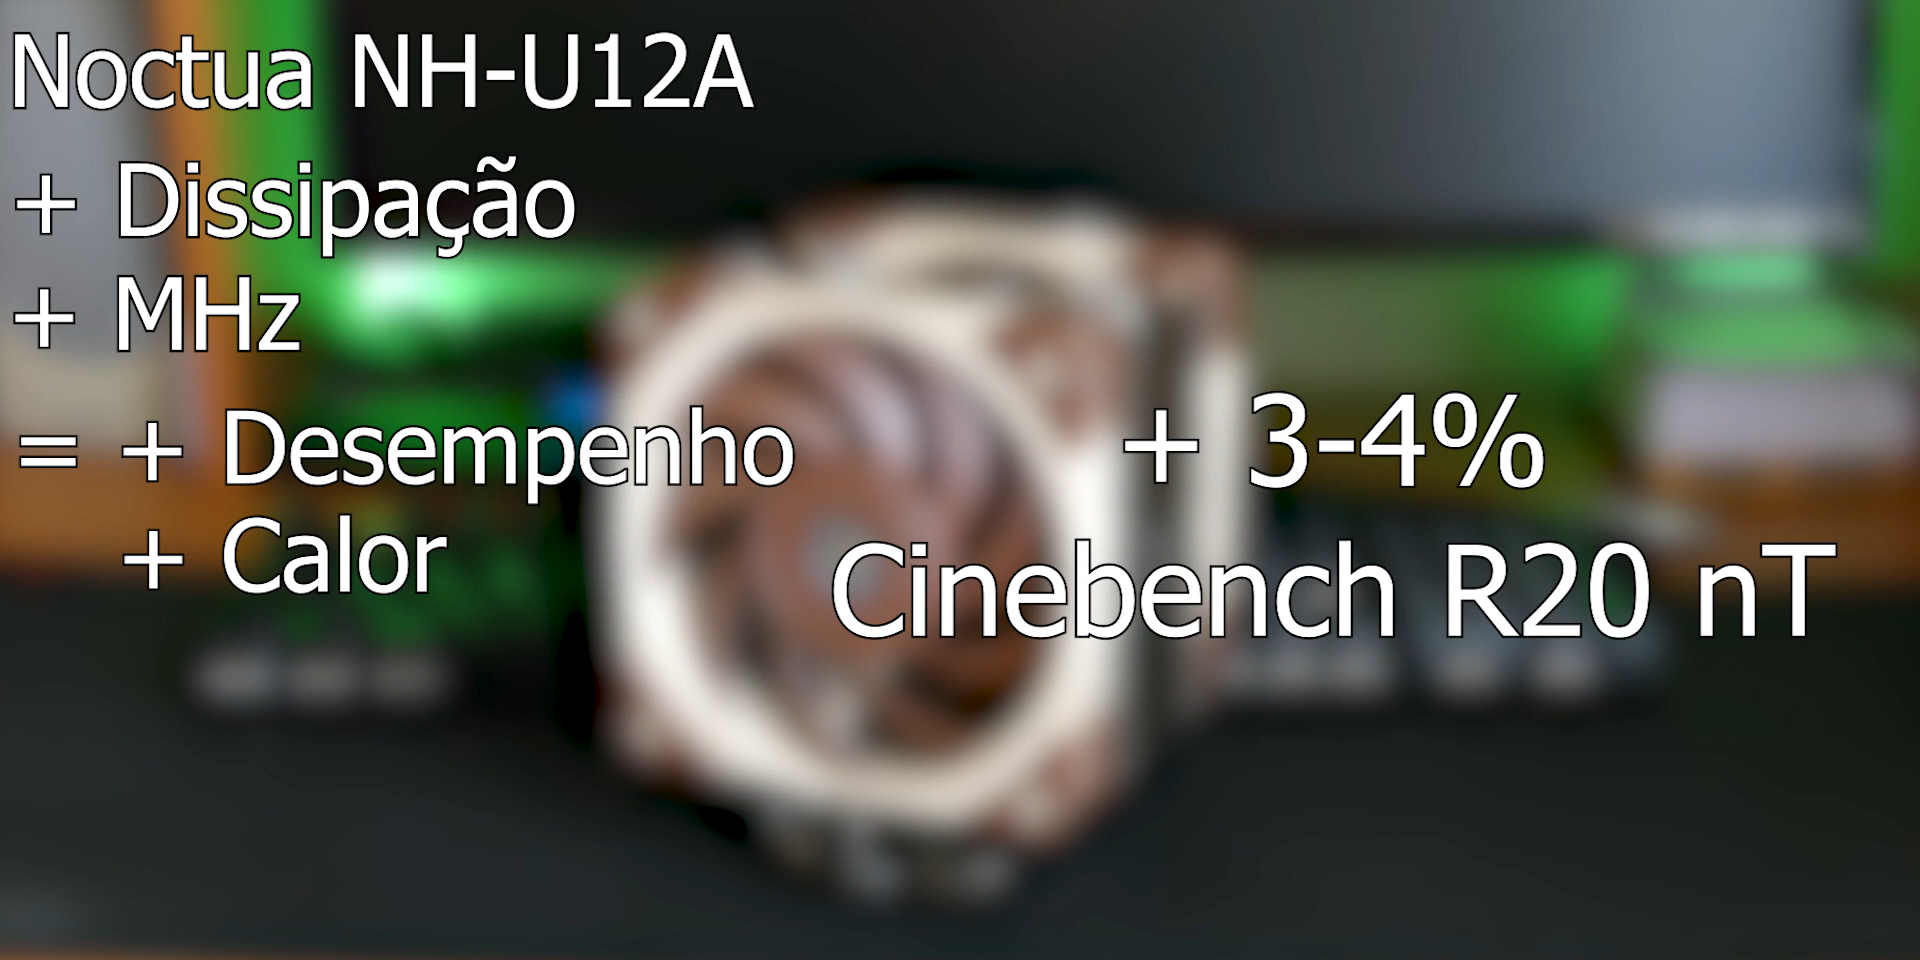 Noctua NH-U12A
+ Dissipação
+ MHz
= + Desempenho
+ Calor
+ 3-4%
Cinebench R20 nT